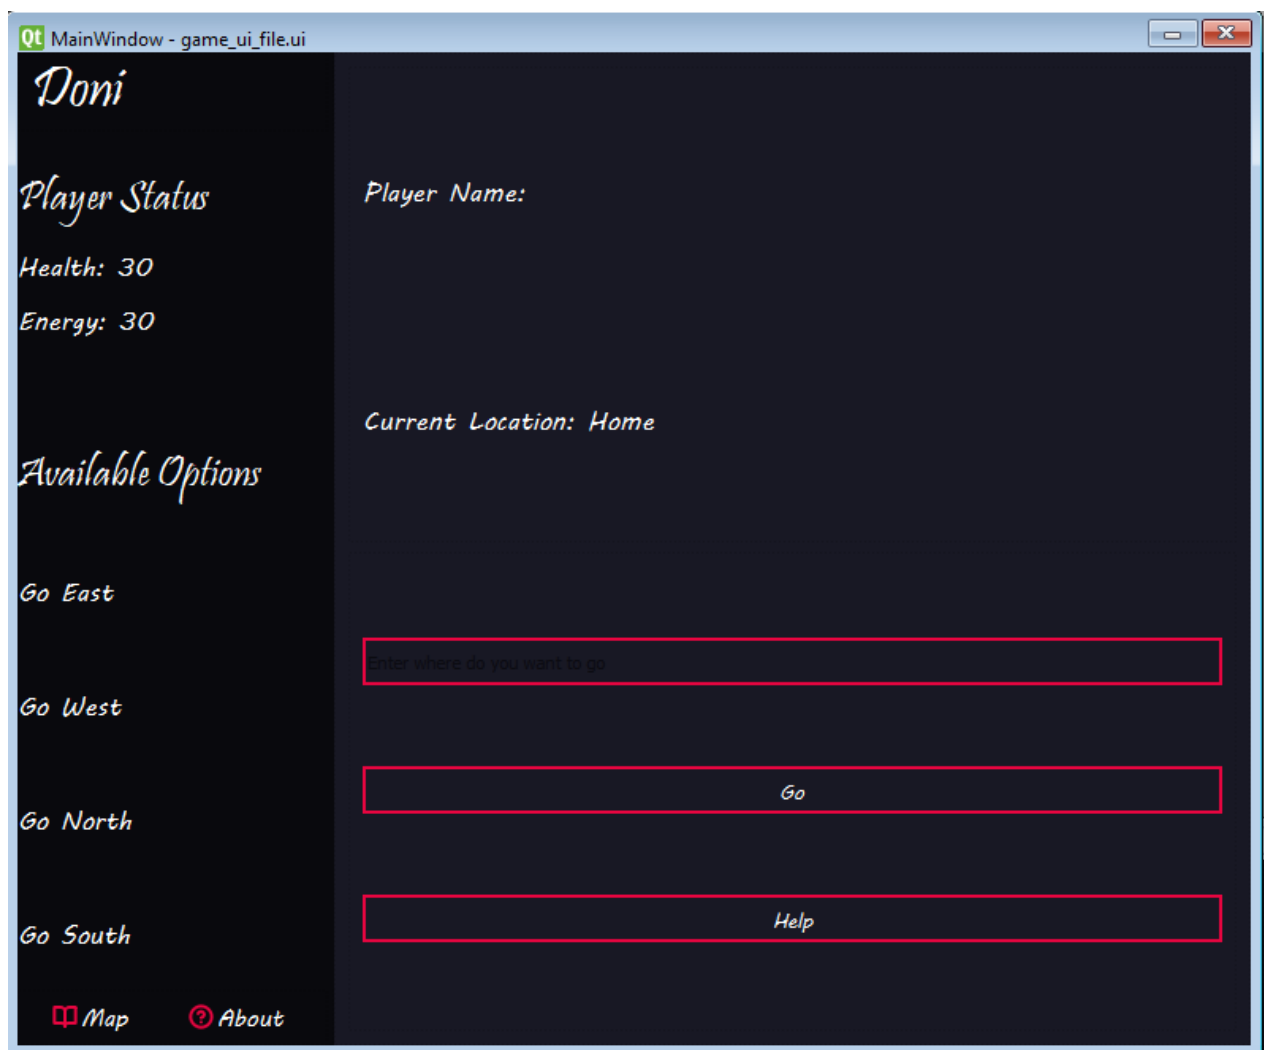 Qt MainWindow - game_ui_file.ui
Doni
Player Status
Health: 30
Energy: 30
Available Options
Go East
Go West
Go North
Go South
Map
About
Player Name:
Current Location: Home
Enter where do you want to go
Go
Help